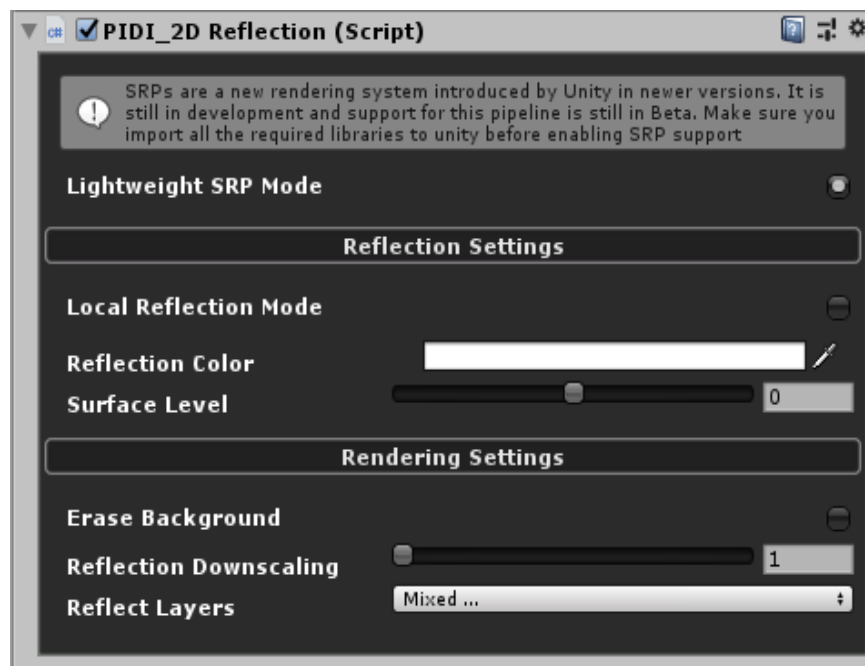 PIDI_2D Reflection (Script)
SRPs are a new rendering system introduced by Unity in newer versions. It is
still in development and support for this pipeline is still in Beta. Make sure you
import all the required libraries to unity before enabling SRP support
Lightweight SRP Mode
Reflection Settings
Local Reflection Mode
Reflection Color
Surface Level 0
Rendering Settings
Erase Background
Reflection Downscaling 1
Reflect Layers Mixed ...